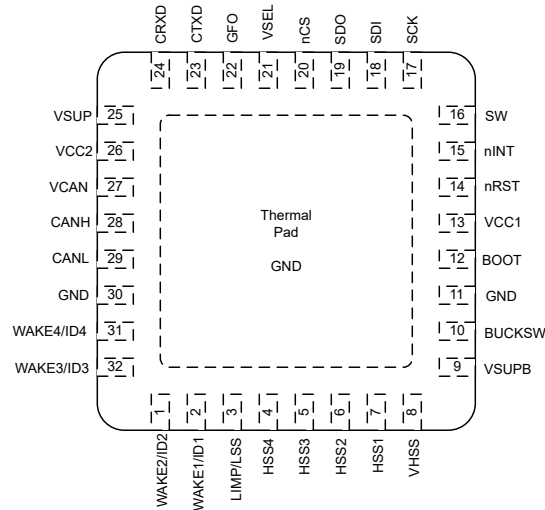 CRXD
CTXD
GFO
VSEL
nCS
SDO
SDI
SCK
24
23
22
21
20
19
18
17
VSUP 25
VCC2 26
VCAN 27
CANH 28
CANL 29
GND 30
WAKE4/ID4 31
WAKE3/ID3 32
Thermal
Pad
GND
16 SW
15 nINT
14 nRST
13 VCC1
12 BOOT
11 GND
10 BUCKSW
9 VSUPB
1
2
3
4
5
6
7
8
WAKE2/ID2
WAKE1/ID1
LIMP/LSS
HSS4
HSS3
HSS2
HSS1
VHSS